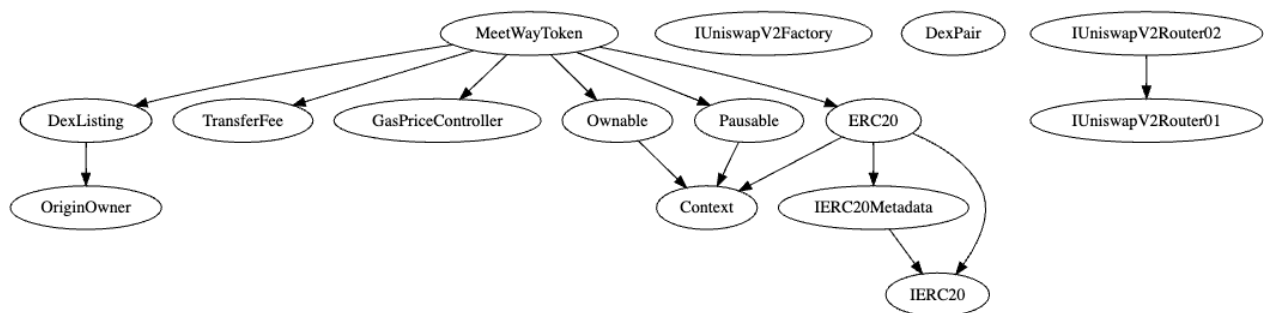 MeetWayToken
IUniswapV2Factory
DexPair
IUniswapV2Router02
DexListing
TransferFee
GasPriceController
Ownable
Pausable
ERC20
IUniswapV2Router01
OriginOwner
Context
IERC20Metadata
IERC20